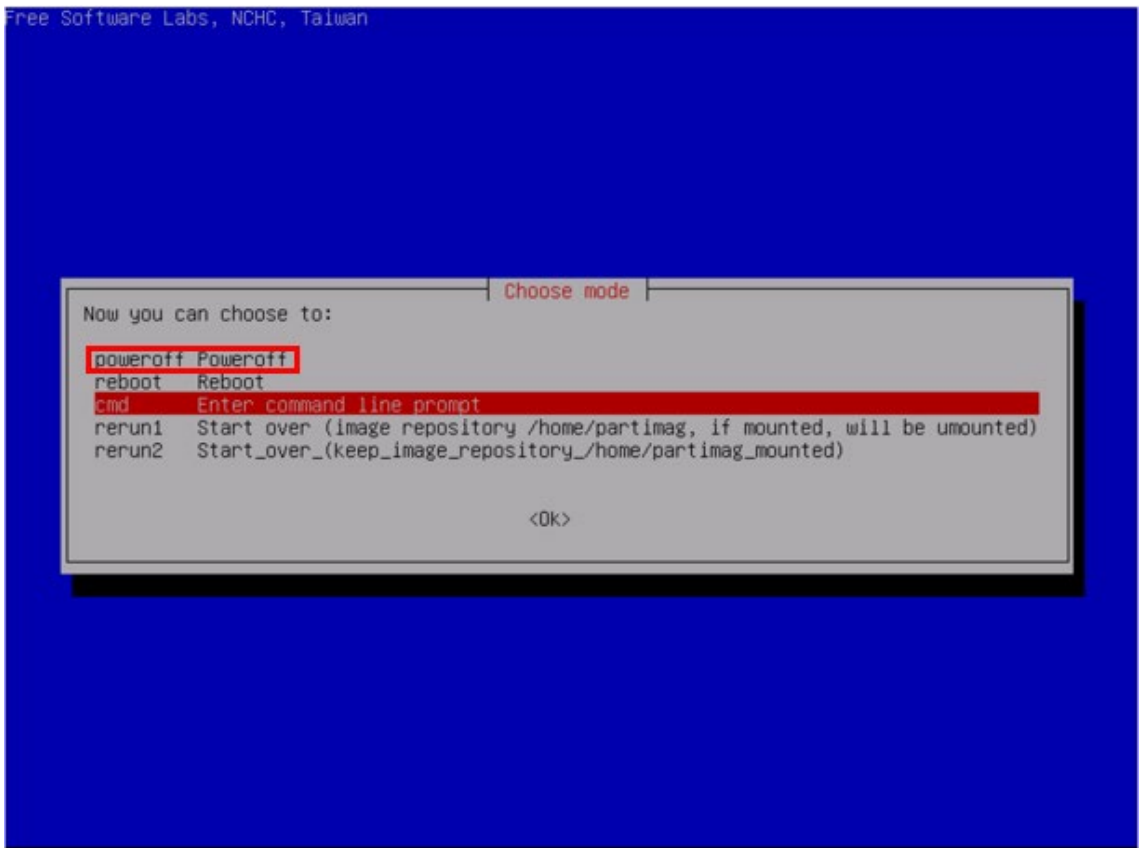 Free Software Labs, NCHC, Taiwan
Choose mode
Now you can choose to:
poweroff Poweroff
reboot Reboot
cmd Enter command line prompt
rerun1 Start over (image repository /home/partimag, if mounted, will be umounted)
rerun2 Start_over_(keep_image_repository_/home/partimag_mounted)
<Ok>